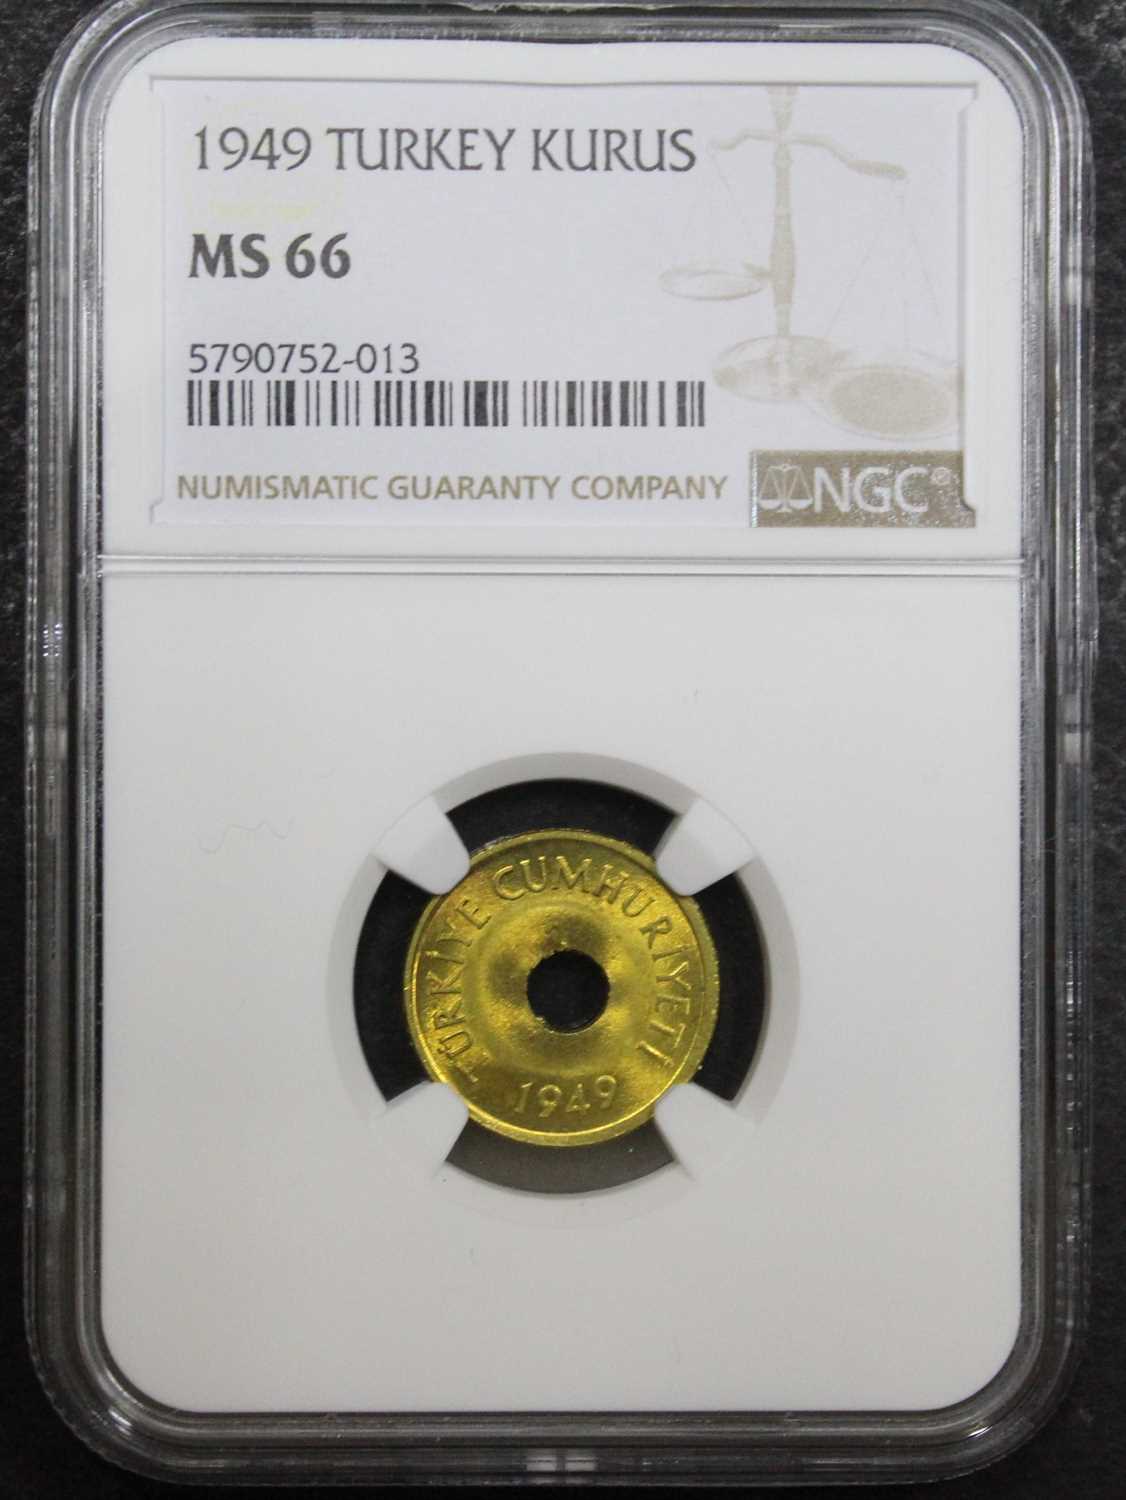 1949 TURKEY KURUS
MS 66
5790752-013
NUMISMATIC GUARANTY COMPANY
NGC®
TÜRKİYE CUMHURİYETİ
1949